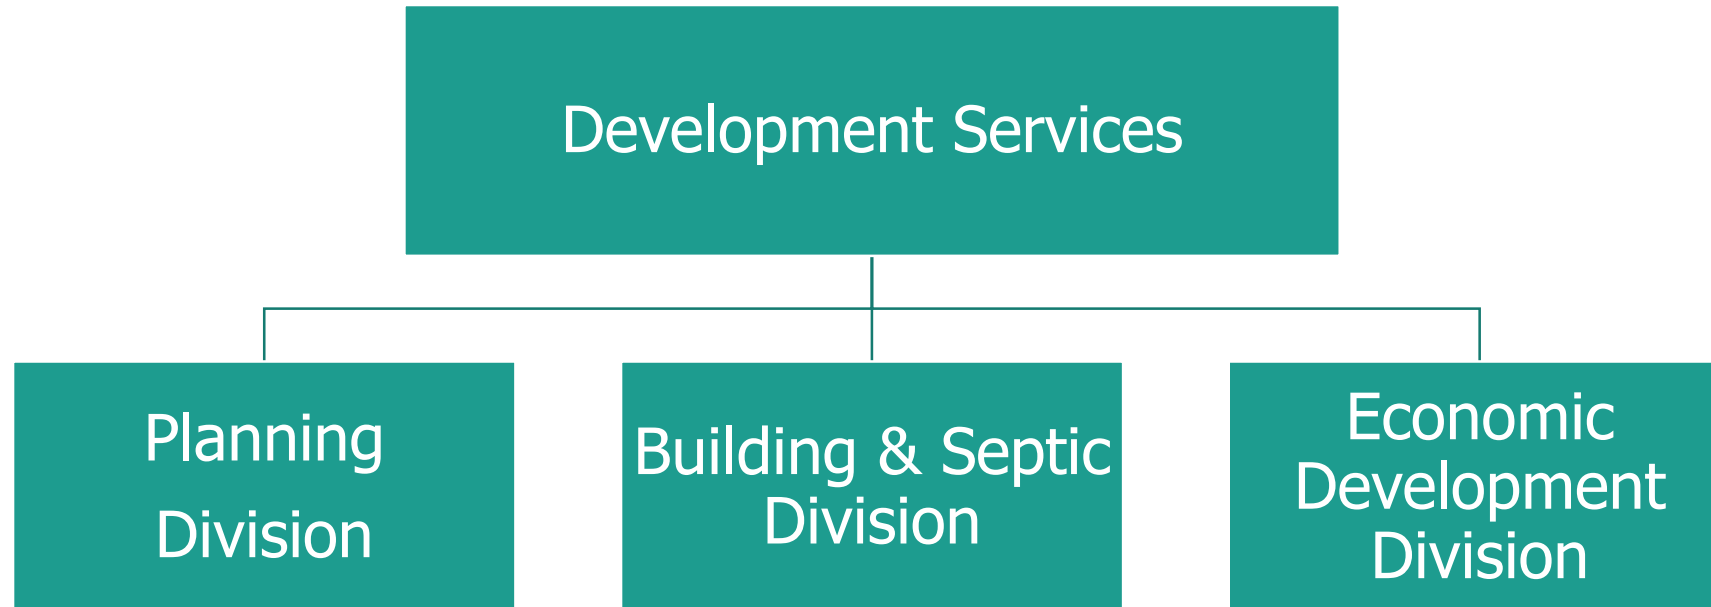 Development Services
Planning
Division
Building & Septic
Division
Economic
Development
Division